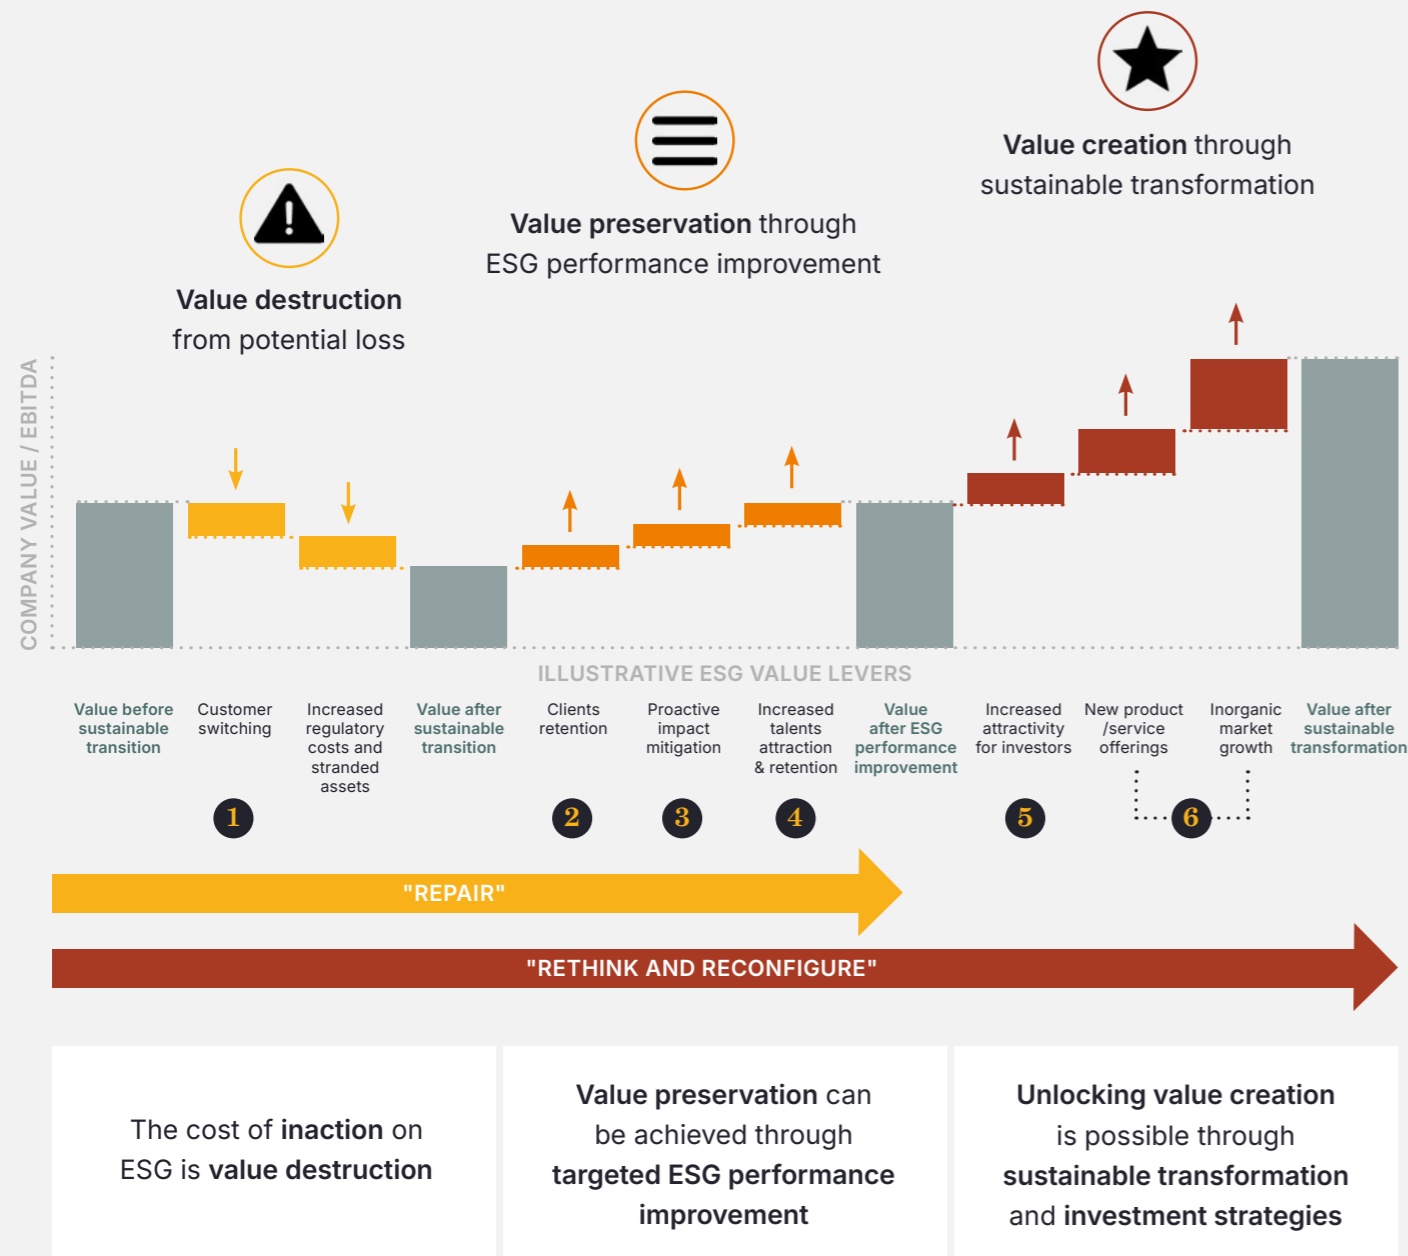 Value creation through
sustainable transformation
Value preservation through
ESG performance improvement
Value destruction
from potential loss
COMPANY VALUE / EBITDA
ILLUSTRATIVE ESG VALUE LEVERS
Value before
sustainable
transition
Customer
switching
Increased
regulatory
costs and
stranded
assets
Value after
sustainable
transition
Clients
retention
Proactive
impact
mitigation
Increased
talents
attraction
& retention
Value
after ESG
performance
improvement
Increased
attractivity
for investors
New product
/service
offerings
Inorganic
market
growth
Value after
sustainable
transformation
1
2
3
4
5
6
"REPAIR"
"RETHINK AND RECONFIGURE"
The cost of inaction on
ESG is value destruction
Value preservation can
be achieved through
targeted ESG performance
improvement
Unlocking value creation
is possible through
sustainable transformation
and investment strategies